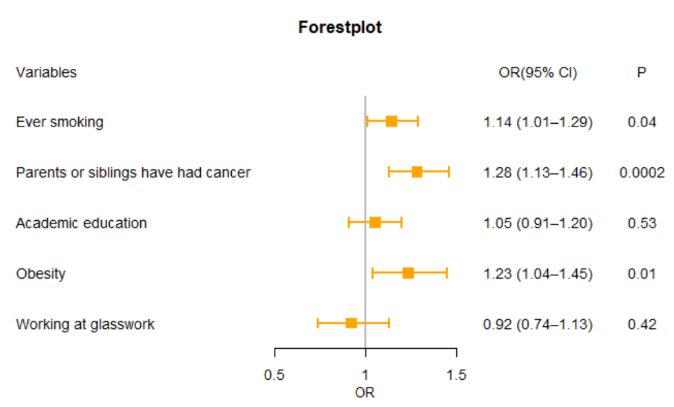 Forestplot
Variables OR(95% CI) P
Ever smoking 1.14 (1.01–1.29) 0.04
Parents or siblings have had cancer 1.28 (1.13–1.46) 0.0002
Academic education 1.05 (0.91–1.20) 0.53
Obesity 1.23 (1.04–1.45) 0.01
Working at glasswork 0.92 (0.74–1.13) 0.42
0.5 1 1.5
OR